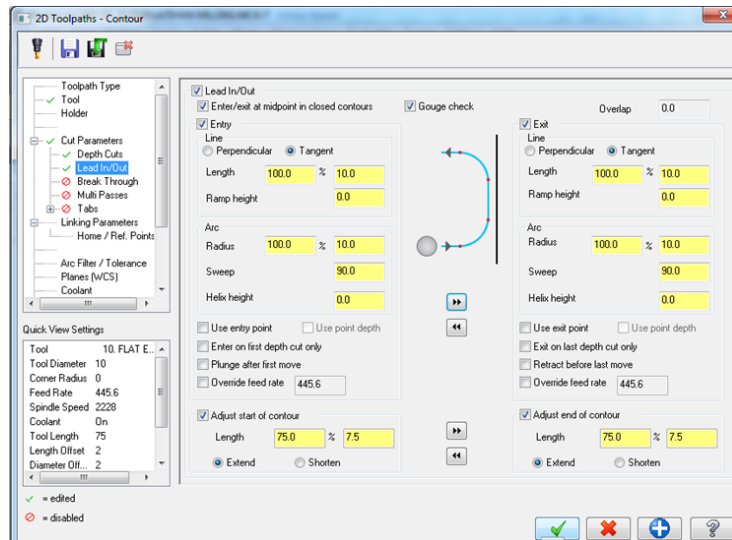 2D Toolpaths - Contour
Toolpath Type
Tool
Holder
Cut Parameters
Depth Cuts
Lead In/Out
Break Through
Multi Passes
Tabs
Linking Parameters
Home / Ref. Points
Arc Filter / Tolerance
Planes (WCS)
Coolant
Quick View Settings
Tool 10. FLAT E...
Tool Diameter 10
Corner Radius 0
Feed Rate 445.6
Spindle Speed 2228
Coolant On
Tool Length 75
Length Offset 2
Diameter Off... 2
= edited
= disabled
Lead In/Out
Enter/exit at midpoint in closed contours
Gouge check
Overlap 0.0
Entry
Line
Perpendicular Tangent
Length 100.0 % 10.0
Ramp height 0.0
Arc
Radius 100.0 % 10.0
Sweep 90.0
Helix height 0.0
Use entry point Use point depth
Enter on first depth cut only
Plunge after first move
Override feed rate 445.6
Adjust start of contour
Length 75.0 % 7.5
Extend Shorten
Exit
Line
Perpendicular Tangent
Length 100.0 % 10.0
Ramp height 0.0
Arc
Radius 100.0 % 10.0
Sweep 90.0
Helix height 0.0
Use exit point Use point depth
Exit on last depth cut only
Retract before last move
Override feed rate 445.6
Adjust end of contour
Length 75.0 % 7.5
Extend Shorten